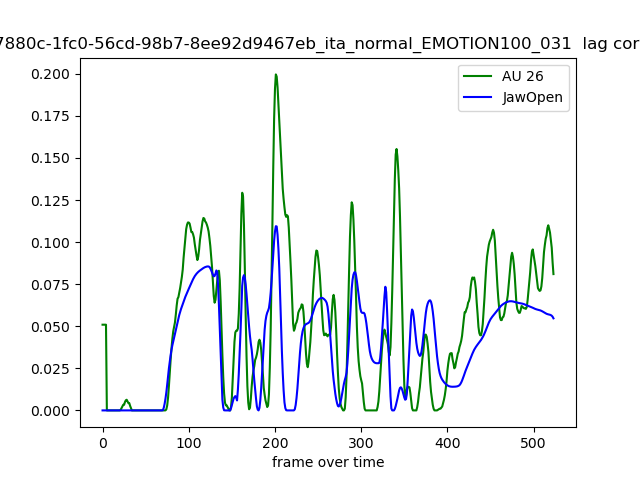 7880c-1fc0-56cd-98b7-8ee92d9467eb_ita_normal_EMOTION100_031 lag cor
AU 26
JawOpen
0.200
0.175
0.150
0.125
0.100
0.075
0.050
0.025
0.000
0 100 200 300 400 500
frame over time